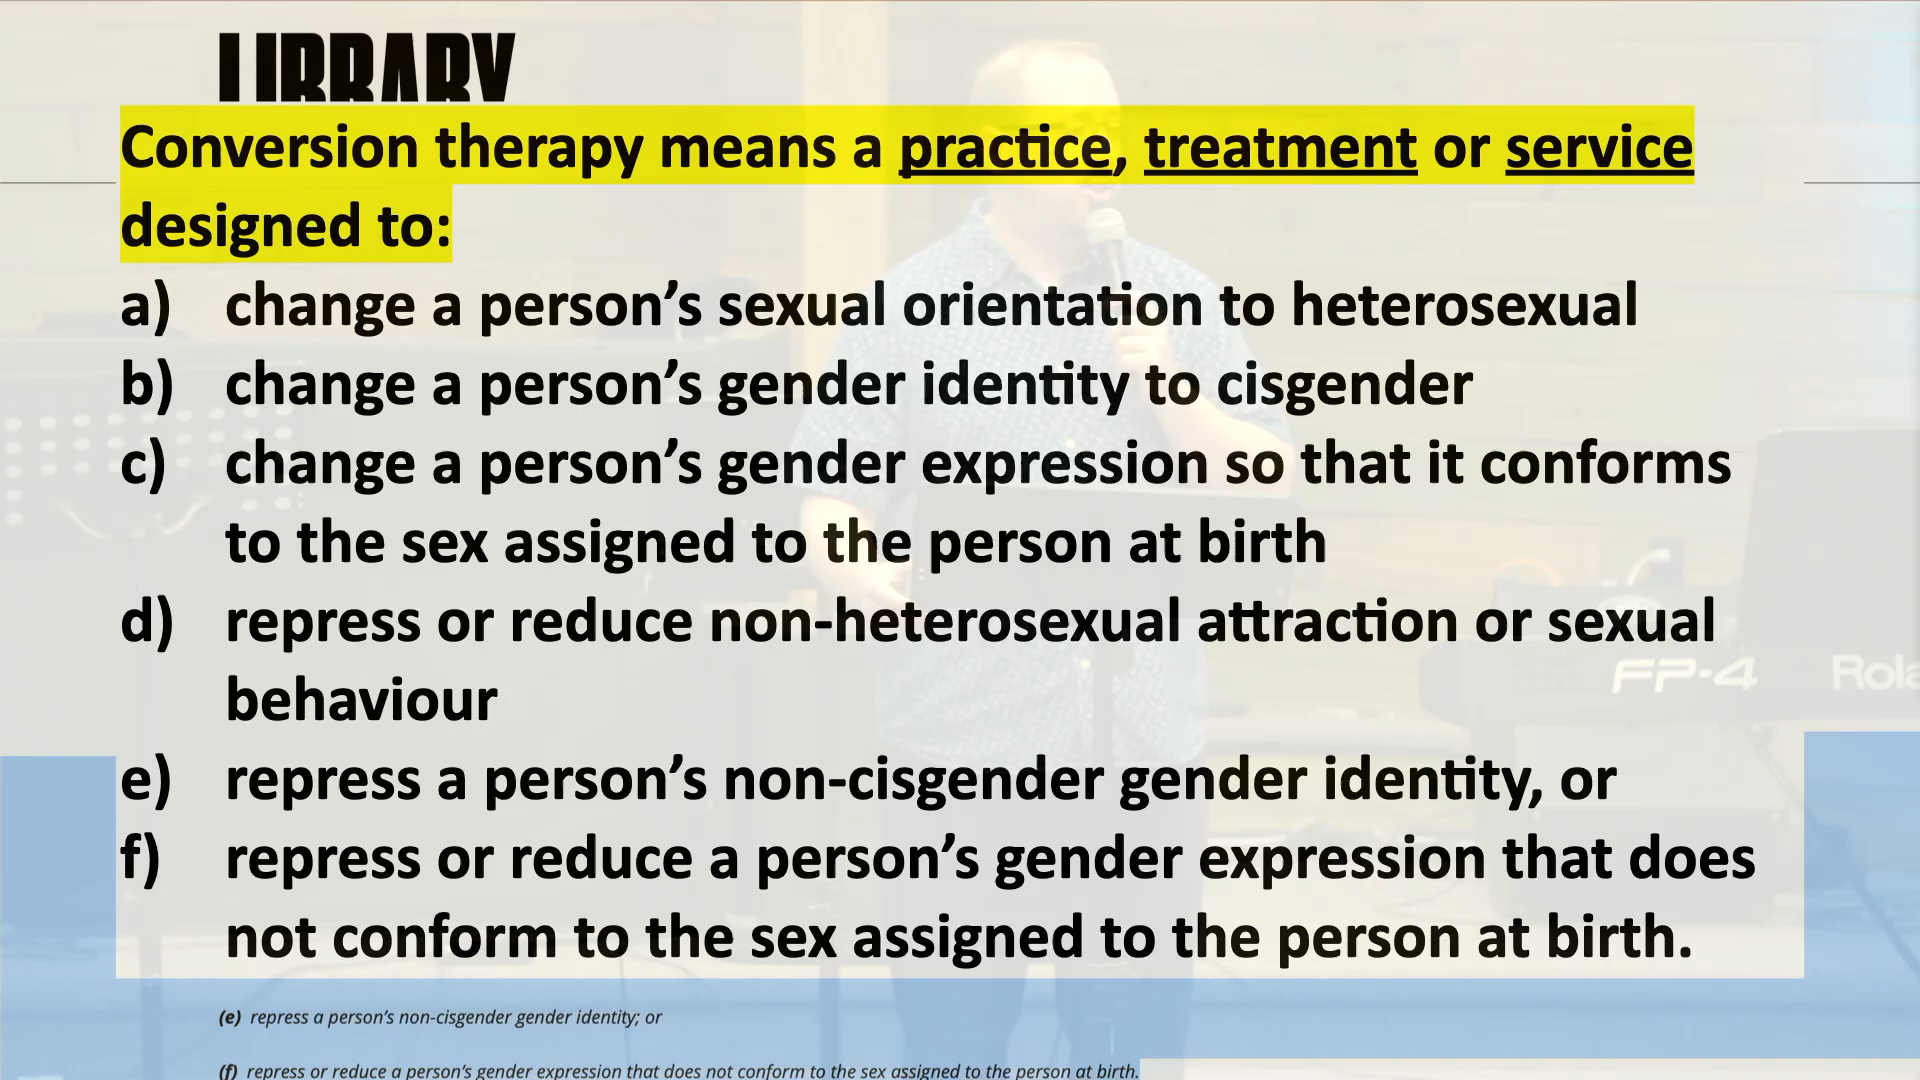 LIBRARY
Conversion therapy means a practice, treatment or service
designed to:
a) change a person’s sexual orientation to heterosexual
b) change a person’s gender identity to cisgender
c) change a person’s gender expression so that it conforms
to the sex assigned to the person at birth
d) repress or reduce non-heterosexual attraction or sexual
behaviour
FP-4 Rola
e) repress a person’s non-cisgender gender identity, or
f) repress or reduce a person’s gender expression that does
not conform to the sex assigned to the person at birth.
(e) repress a person’s non-cisgender gender identity; or
(f) repress or reduce a person’s gender expression that does not conform to the sex assigned to the person at birth.